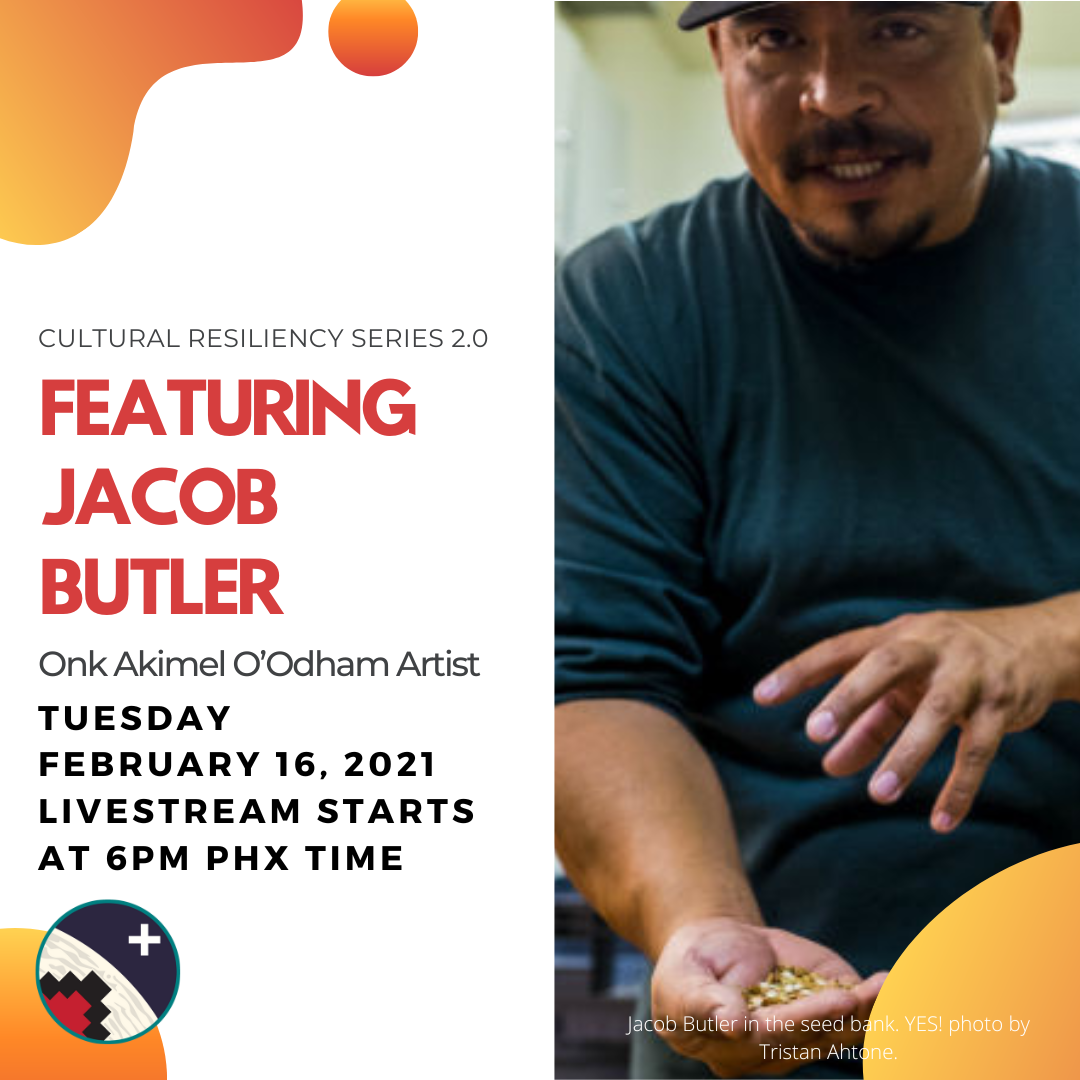 CULTURAL RESILIENCY SERIES 2.0
FEATURING
JACOB
BUTLER
Onk Akimel O’Odham Artist
TUESDAY
FEBRUARY 16, 2021
LIVESTREAM STARTS
AT 6PM PHX TIME
Jacob Butler in the seed bank. YES! photo by
Tristan Ahtone.